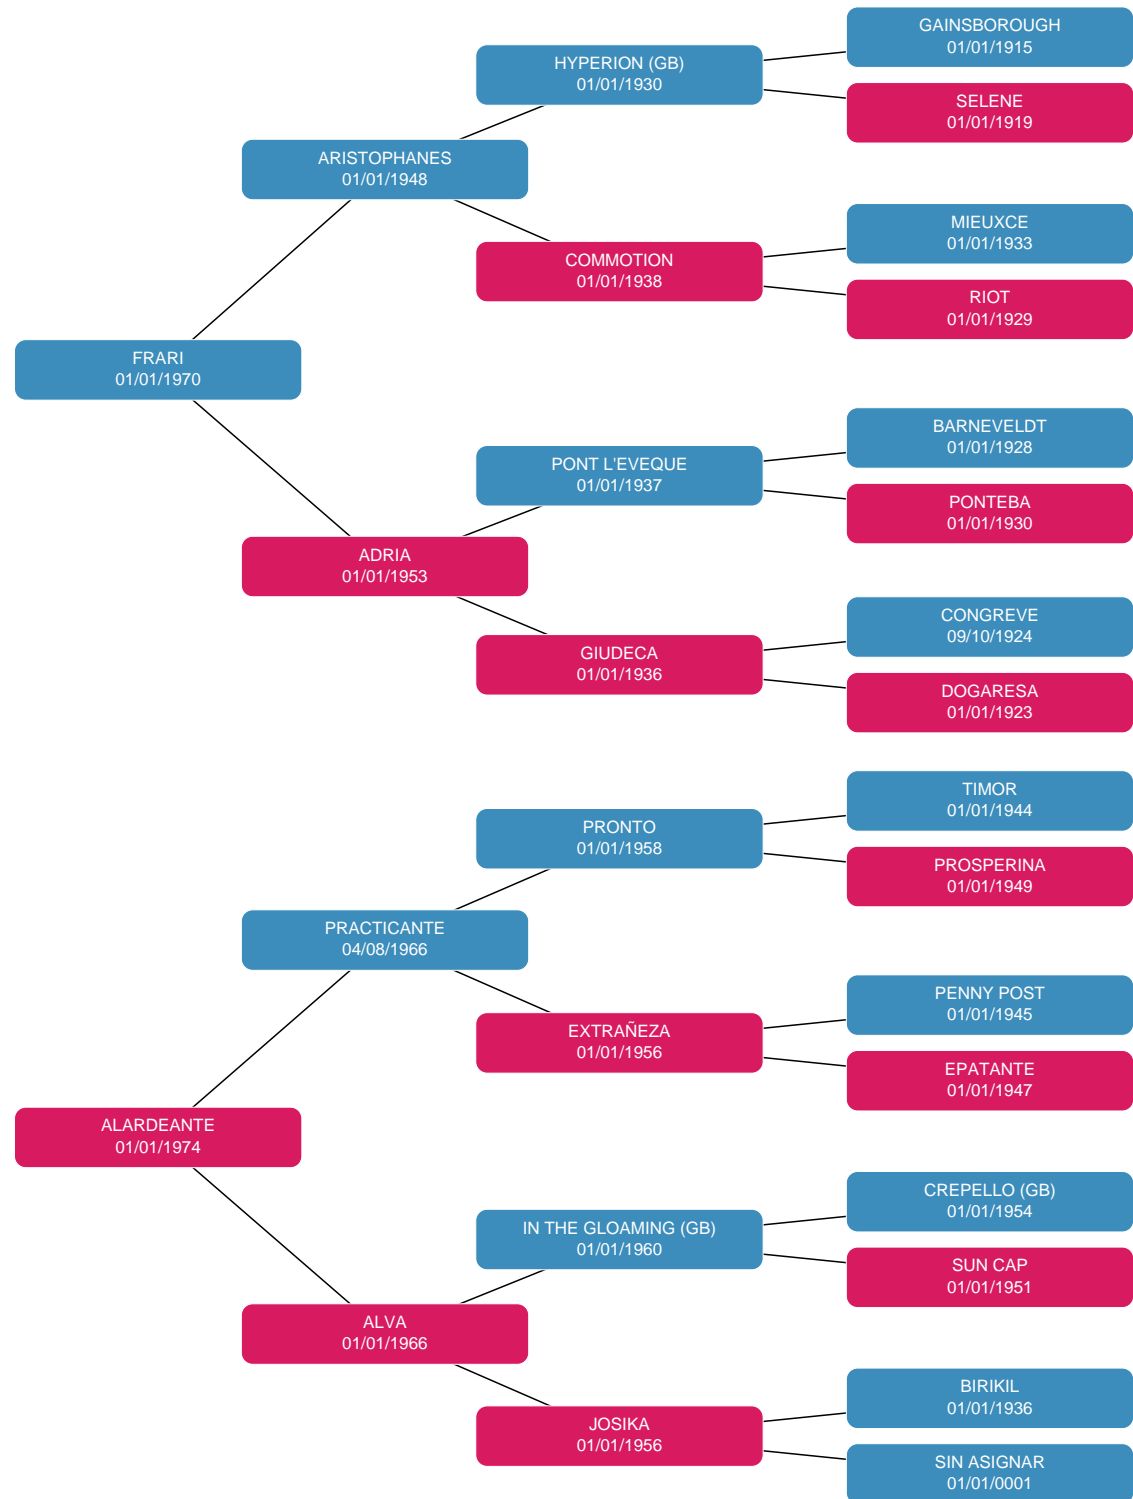 GAINSBOROUGH
01/01/1915
HYPERION (GB)
01/01/1930
SELENE
01/01/1919
ARISTOPHANES
01/01/1948
MIEUXCE
01/01/1933
COMMOTION
01/01/1938
RIOT
01/01/1929
FRARI
01/01/1970
BARNEVELDT
01/01/1928
PONT L'EVEQUE
01/01/1937
PONTEBA
01/01/1930
ADRIA
01/01/1953
CONGREVE
09/10/1924
GIUDECA
01/01/1936
DOGARESA
01/01/1923
TIMOR
01/01/1944
PRONTO
01/01/1958
PROSPERINA
01/01/1949
PRACTICANTE
04/08/1966
PENNY POST
01/01/1945
EXTRAÑEZA
01/01/1956
EPATANTE
01/01/1947
ALARDEANTE
01/01/1974
CREPELLO (GB)
01/01/1954
IN THE GLOAMING (GB)
01/01/1960
SUN CAP
01/01/1951
ALVA
01/01/1966
BIRIKIL
01/01/1936
JOSIKA
01/01/1956
SIN ASIGNAR
01/01/0001